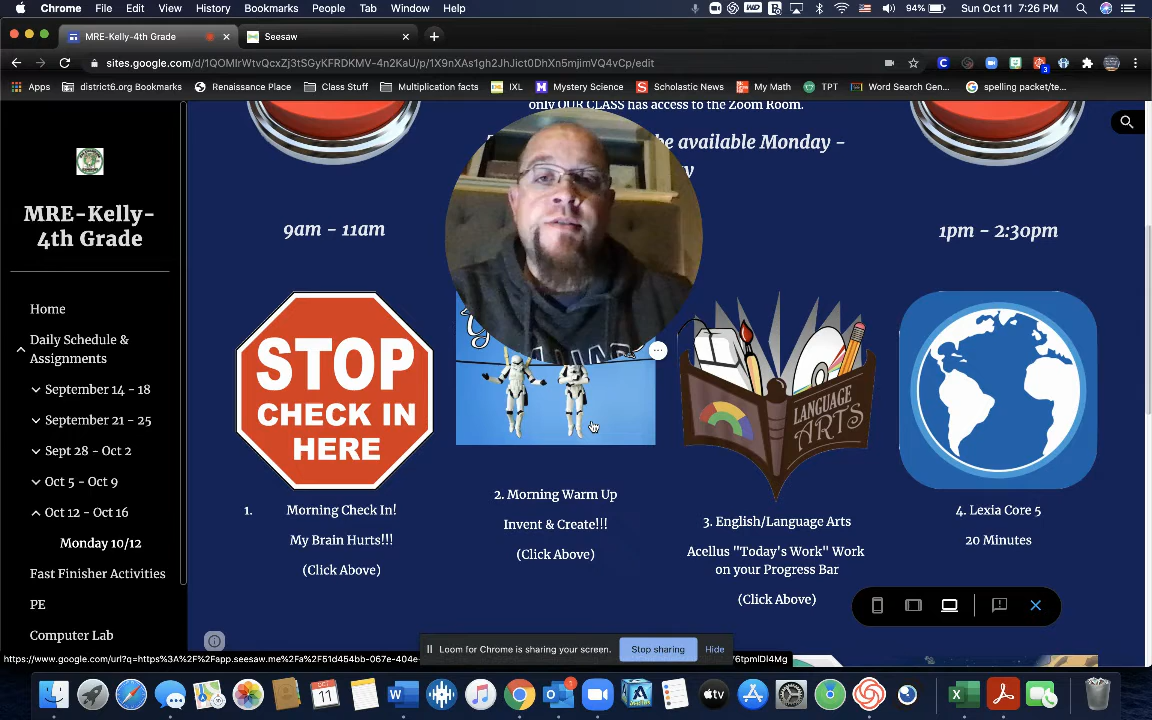 Chrome File Edit View History Bookmarks People Tab Window Help
94% Sun Oct 11 7:26 PM
MRE-Kelly-4th Grade
Seesaw
sites.google.com/d/1QOMIrWtvQcxZj3tSGyKFRDKMV-4n2KaU/p/1X9nXAs1gh2JhJict0DhXn5mjimVQ4vCp/edit
Apps district6.org Bookmarks Renaissance Place Class Stuff Multiplication facts IXL Mystery Science Scholastic News My Math TPT Word Search Gen... spelling packet/te...
MRE-Kelly-
4th Grade
Home
Daily Schedule &
Assignments
September 14 - 18
September 21 - 25
Sept 28 - Oct 2
Oct 5 - Oct 9
Oct 12 - Oct 16
Monday 10/12
Fast Finisher Activities
PE
Computer Lab
only OUR CLASS has access to the Zoom Room.
be available Monday -
9am - 11am
1pm - 2:30pm
STOP
CHECK IN
HERE
LANGUAGE
ARTS
1. Morning Check In!
My Brain Hurts!!!
(Click Above)
2. Morning Warm Up
Invent & Create!!!
(Click Above)
3. English/Language Arts
Acellus "Today's Work" Work
on your Progress Bar
(Click Above)
4. Lexia Core 5
20 Minutes
Loom for Chrome is sharing your screen.
Stop sharing
Hide